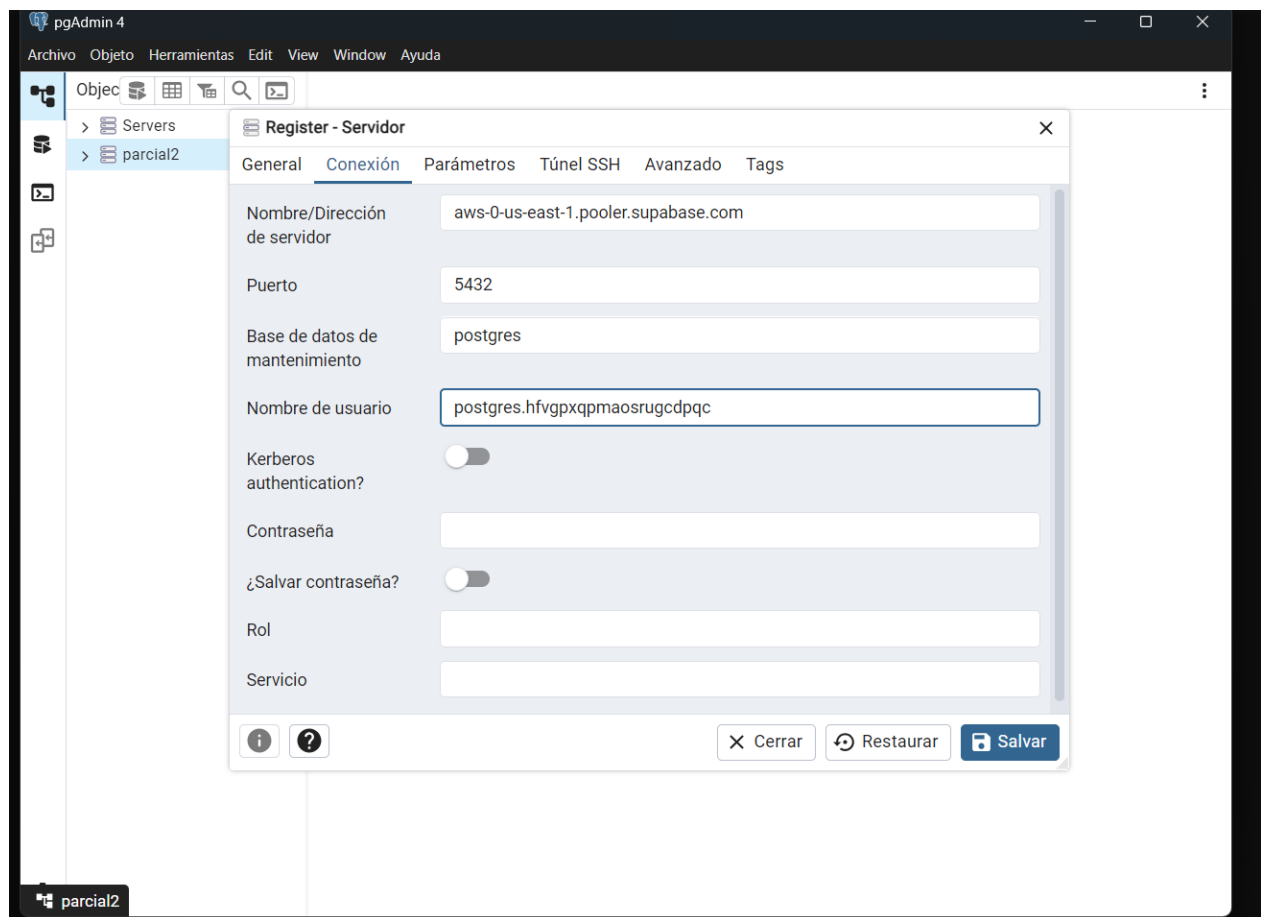 pgAdmin 4
Archivo Objeto Herramientas Edit View Window Ayuda
Objec
Servers
parcial2
Register - Servidor
General Conexión Parámetros Túnel SSH Avanzado Tags
Nombre/Dirección
de servidor
aws-0-us-east-1.pooler.supabase.com
Puerto
5432
Base de datos de
mantenimiento
postgres
Nombre de usuario
postgres.hfvgpxqpmaosrugcdpqc
Kerberos
authentication?
Contraseña
¿Salvar contraseña?
Rol
Servicio
Cerrar Restaurar Salvar
parcial2